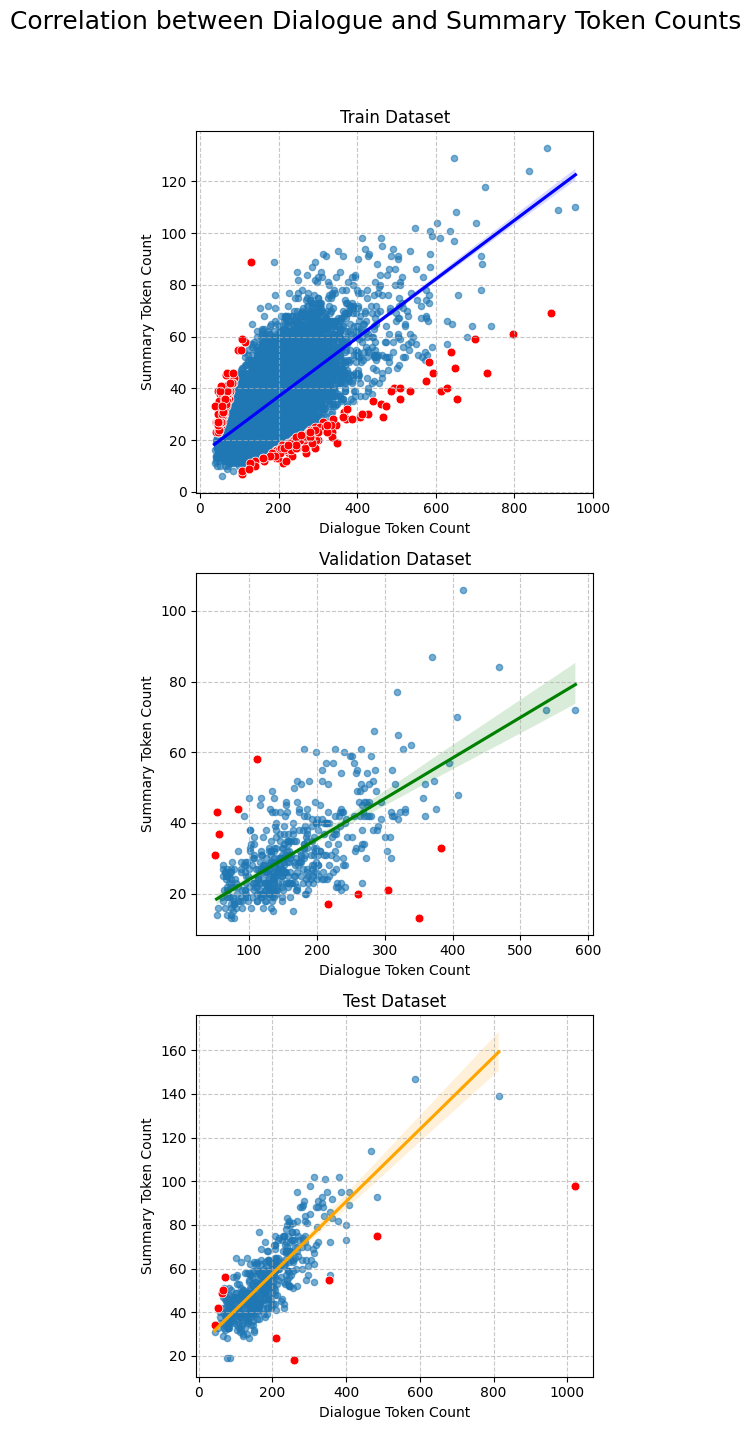 Correlation between Dialogue and Summary Token Counts
Train Dataset
Summary Token Count
120
100
80
60
40
20
0
0 200 400 600 800 1000
Dialogue Token Count
Validation Dataset
Summary Token Count
100
80
60
40
20
100 200 300 400 500 600
Dialogue Token Count
Test Dataset
Summary Token Count
160
140
120
100
80
60
40
20
0 200 400 600 800 1000
Dialogue Token Count